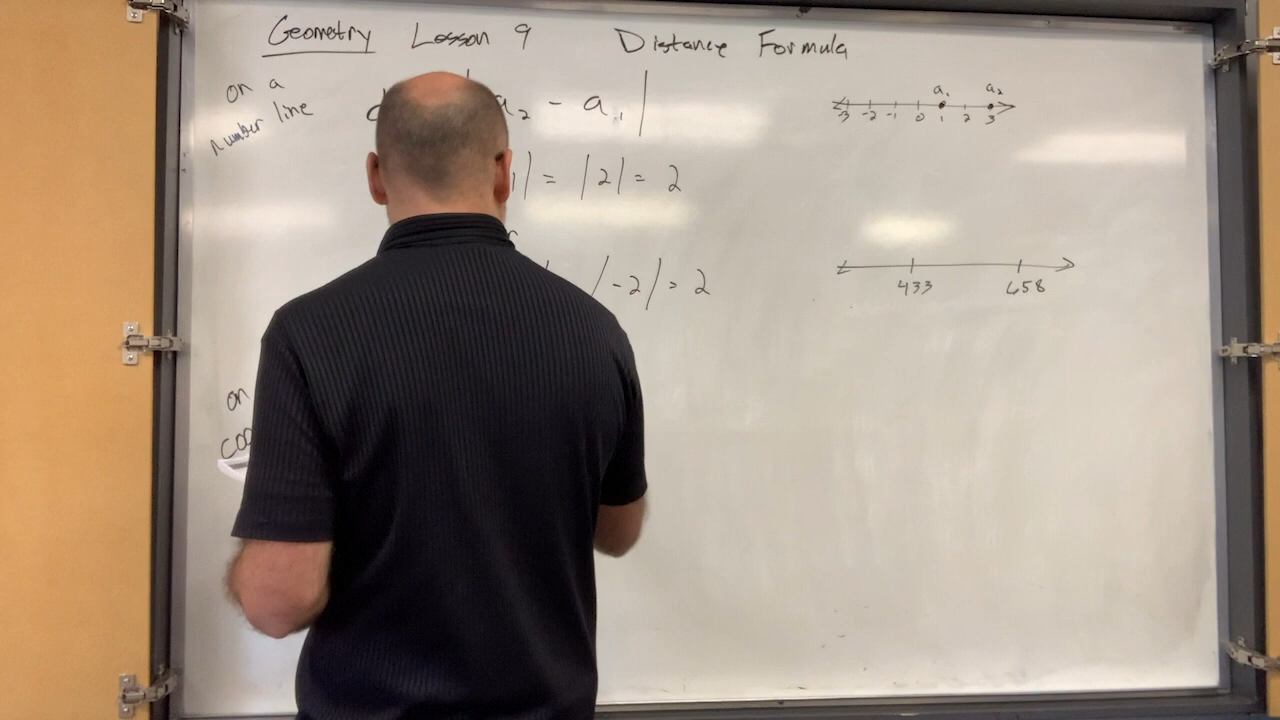 Geometry Lesson 9 Distance Formula
on a
number line
d a₂ - a₁|
a₁ a₂
-3 -2 -1 0 1 2 3
1| = |2| = 2
|-2| = 2
433 658
on